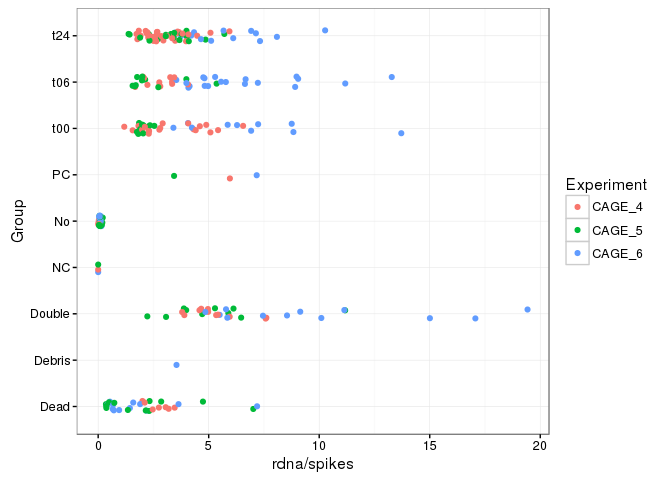 t24
t06
t00
PC
No
NC
Double
Debris
Dead
Group
0
5
10
15
20
rdna/spikes
Experiment
CAGE_4
CAGE_5
CAGE_6